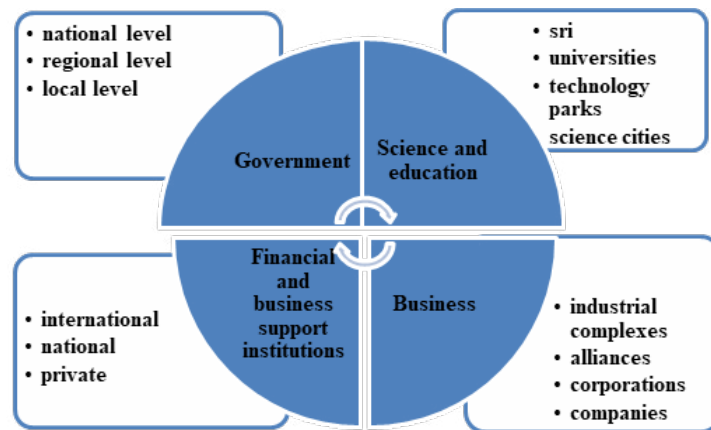 • national level
• regional level
• local level
• sri
• universities
• technology
parks
science cities
Government
Science and
education
Financial
and
business
support
institutions
Business
• international
• national
• private
• industrial
complexes
• alliances
• corporations
• companies